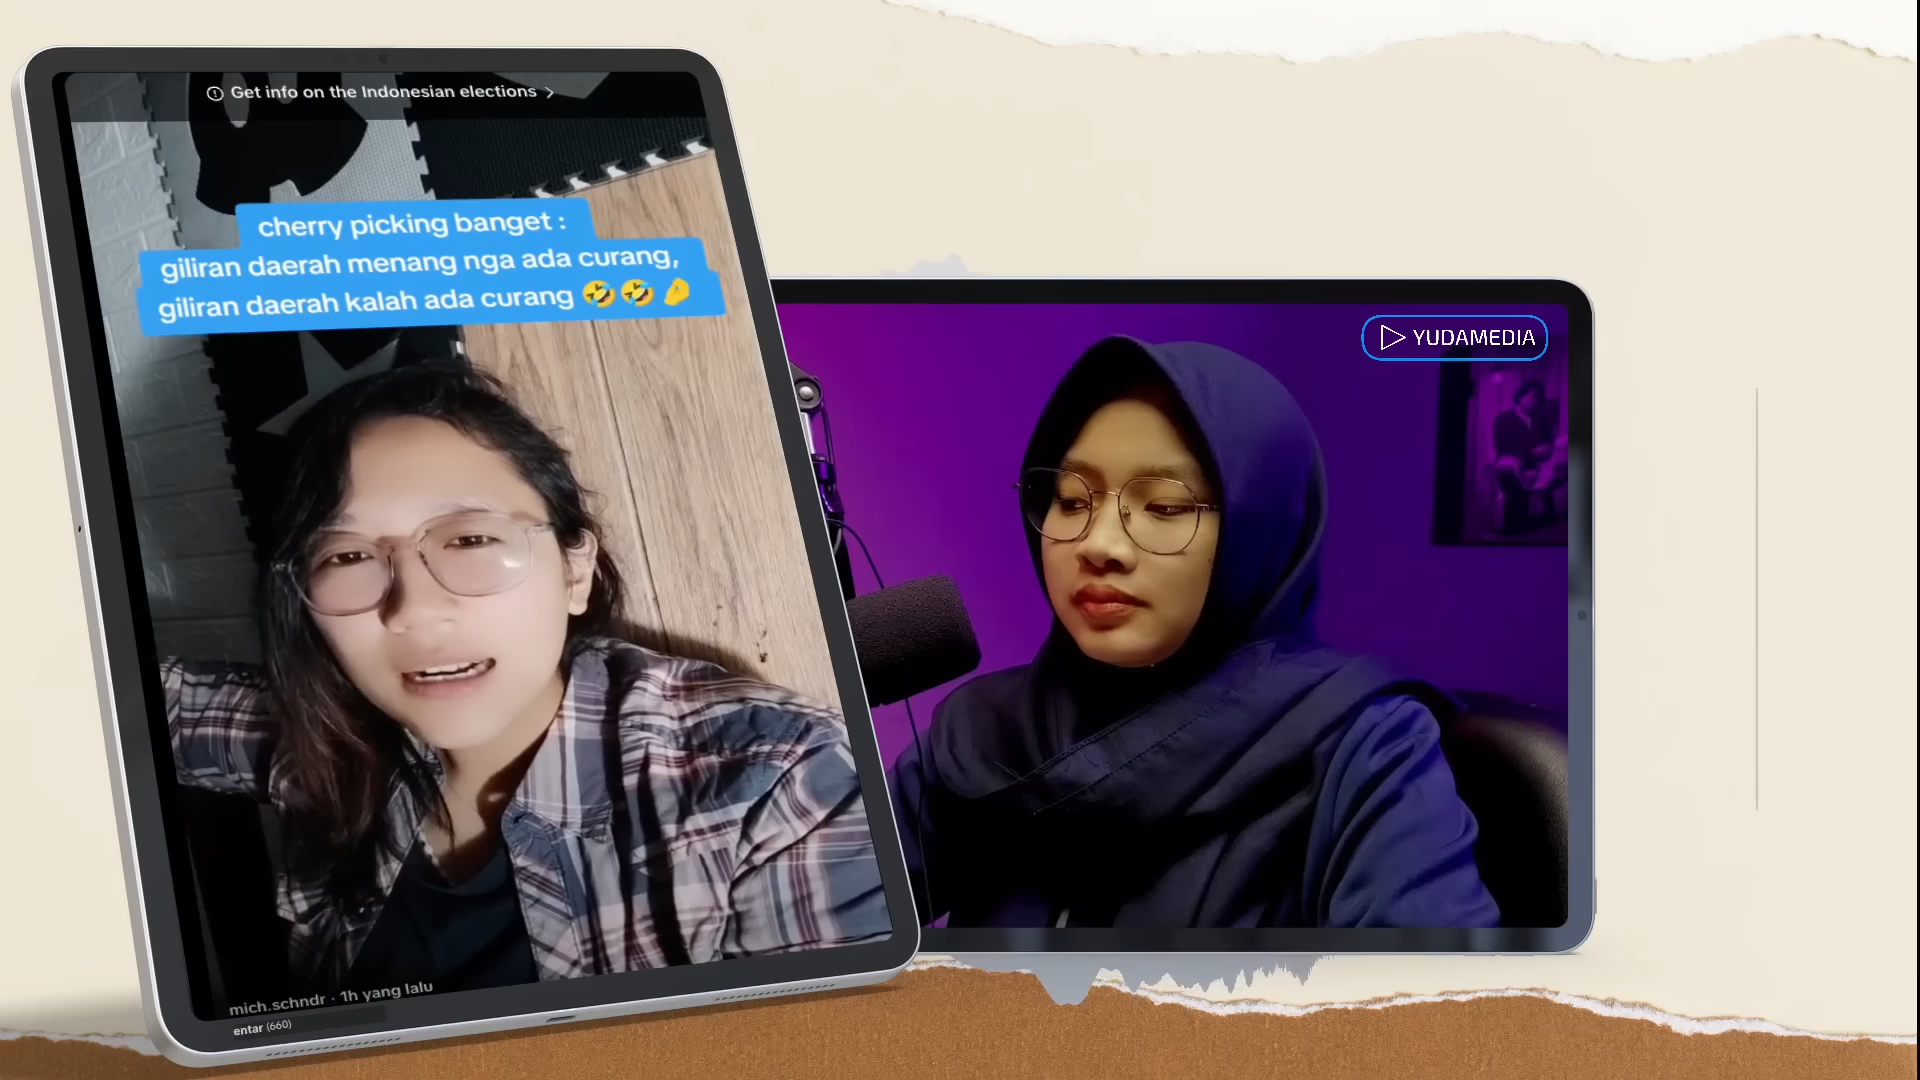 Get info on the Indonesian elections
cherry picking banget :
giliran daerah menang nga ada curang,
giliran daerah kalah ada curang 🤣🤣🤌
YUDAMEDIA
mich.schndr · 1h yang lalu
entar (660)